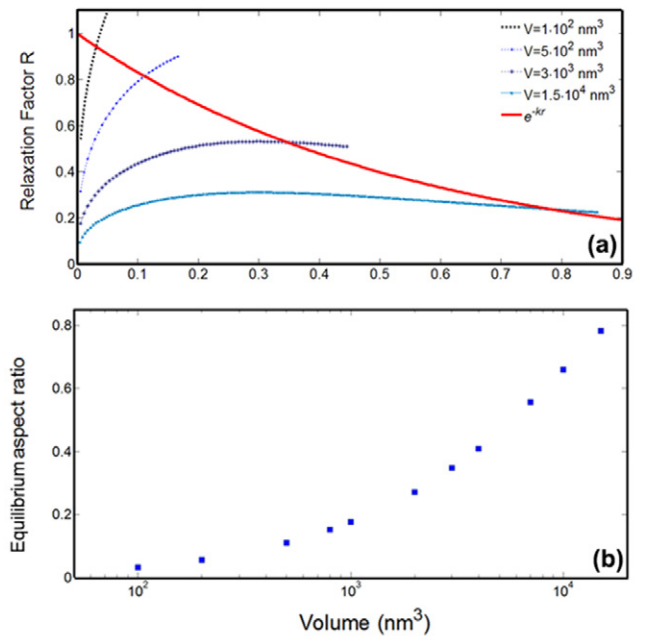 V=1·10² nm³
V=5·10² nm³
V=3·10³ nm³
V=1.5·10⁴ nm³
e⁻ᵏʳ
Relaxation Factor R
1
0.8
0.6
0.4
0.2
0
0 0.1 0.2 0.3 0.4 0.5 0.6 0.7 0.8 0.9
(a)
Equilibrium aspect ratio
0.8
0.6
0.4
0.2
0
10² 10³ 10⁴
(b)
Volume (nm³)